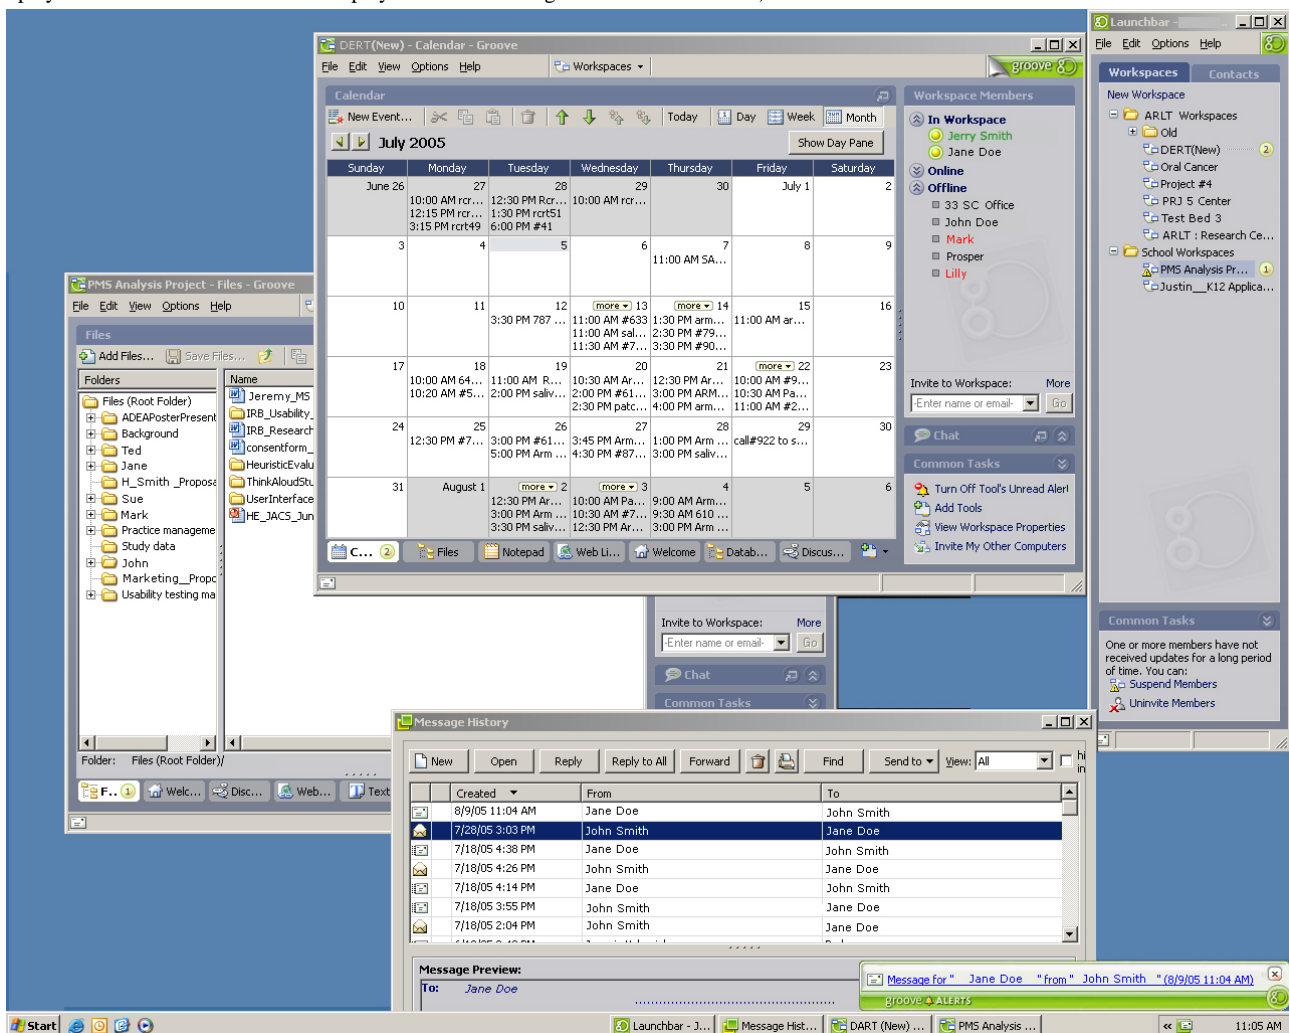 Launchbar -
File Edit Options Help
Workspaces Contacts
New Workspace
ARLT Workspaces
Old
DERT(New) 2
Oral Cancer
Project #4
PRJ 5 Center
Test Bed 3
ARLT : Research Ce...
School Workspaces
PMS Analysis Pr... 1
Justin__K12 Applica...
Common Tasks
One or more members have not
received updates for a long period
of time. You can:
Suspend Members
Uninvite Members
DERT(New) - Calendar - Groove
File Edit View Options Help Workspaces groove
Calendar
New Event... Today Day Week Month
July 2005 Show Day Pane
Sunday Monday Tuesday Wednesday Thursday Friday Saturday
June 26 27 28 29 30 July 1 2
10:00 AM rcr... 12:30 PM Rcr... 10:00 AM rcr...
12:15 PM rcr... 1:30 PM rcrt51
3:15 PM rcrt49 6:00 PM #41
3 4 5 6 7 8 9
11:00 AM SA...
10 11 12 more 13 more 14 15 16
3:30 PM 787 ... 11:00 AM #633 1:30 PM arm... 11:00 AM ar...
11:00 AM sal... 2:30 PM #79...
11:30 AM #7... 3:30 PM #90...
17 18 19 20 21 more 22 23
10:00 AM 64... 11:00 AM R... 10:30 AM Ar... 12:30 PM Ar... 10:00 AM #9...
10:20 AM #5... 2:00 PM saliv... 2:00 PM #61... 3:00 PM ARM... 10:30 AM Pa...
2:30 PM patc... 4:00 PM arm... 11:00 AM #2...
24 25 26 27 28 29 30
12:30 PM #7... 3:00 PM #61... 3:45 PM Arm... 1:00 PM Arm ... call#922 to s...
5:00 PM Arm ... 4:30 PM #87... 3:00 PM saliv...
31 August 1 more 2 more 3 4 5 6
12:30 PM Ar... 10:00 AM Pa... 9:00 AM Arm...
3:00 PM Arm ... 10:30 AM #7... 9:30 AM 610 ...
3:30 PM saliv... 12:30 PM Ar... 3:00 PM Arm ...
C... 2 Files Notepad Web Li... Welcome Datab... Discus...
Workspace Members
In Workspace
Jerry Smith
Jane Doe
Online
Offline
33 SC Office
John Doe
Mark
Prosper
Lilly
Invite to Workspace: More
-Enter name or email- Go
Chat
Common Tasks
Turn Off Tool's Unread Alert
Add Tools
View Workspace Properties
Invite My Other Computers
PMS Analysis Project - Files - Groove
File Edit View Options Help
Files
Add Files... Save Files...
Folders Name
Files (Root Folder)
ADEAPosterPresent
Background
Ted
Jane
H_Smith _Proposa
Sue
Mark
Practice manageme
Study data
John
Marketing__Propo
Usability testing ma
Jeremy_MS
IRB_Usability_
IRB_Research
consentform_
HeuristicEvalu
ThinkAloudStu
UserInterface
HE_JACS_Jun
Folder: Files (Root Folder)/
F.. 1 Welc... Disc... Web... Text
Invite to Workspace: More
-Enter name or email- Go
Chat
Common Tasks
Message History
New Open Reply Reply to All Forward Find Send to View: All
Created From To
8/9/05 11:04 AM Jane Doe John Smith
7/28/05 3:03 PM John Smith Jane Doe
7/18/05 4:38 PM Jane Doe John Smith
7/18/05 4:26 PM John Smith Jane Doe
7/18/05 4:14 PM Jane Doe John Smith
7/18/05 3:55 PM John Smith Jane Doe
7/18/05 2:04 PM John Smith Jane Doe
Message Preview:
To: Jane Doe
Message for " Jane Doe " from " John Smith " (8/9/05 11:04 AM)
groove ALERTS
Start Launchbar - J... Message Hist... DART (New) ... PMS Analysis ... 11:05 AM